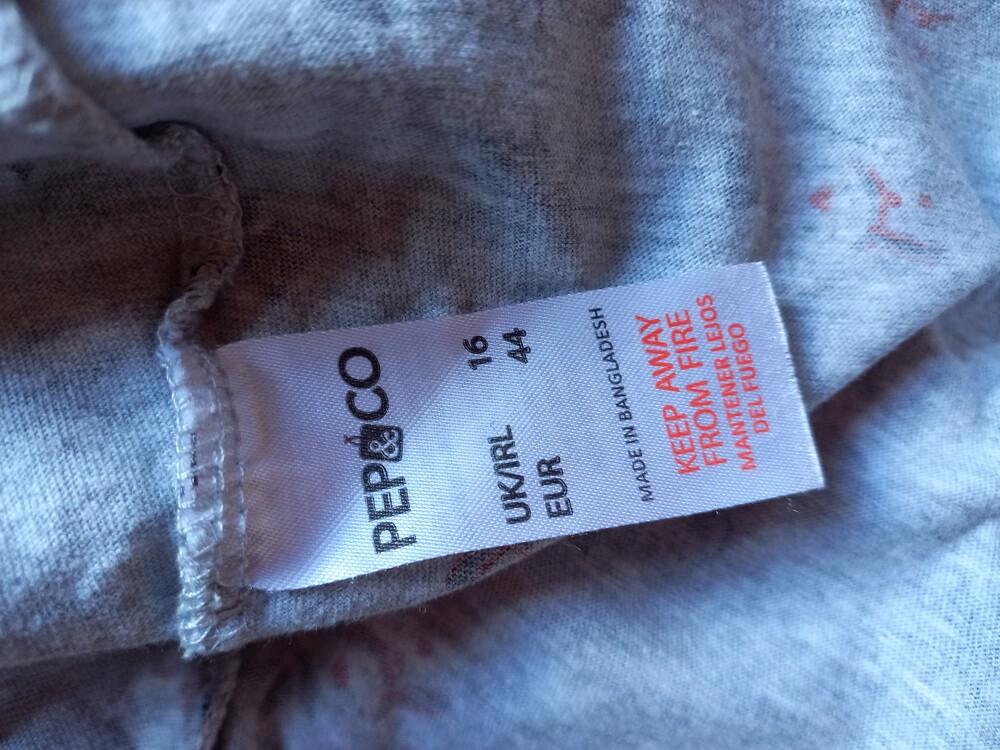 PEP&CO
UK/IRL 16
EUR 44
MADE IN BANGLADESH
KEEP AWAY
FROM FIRE
MANTENER LEJOS
DEL FUEGO